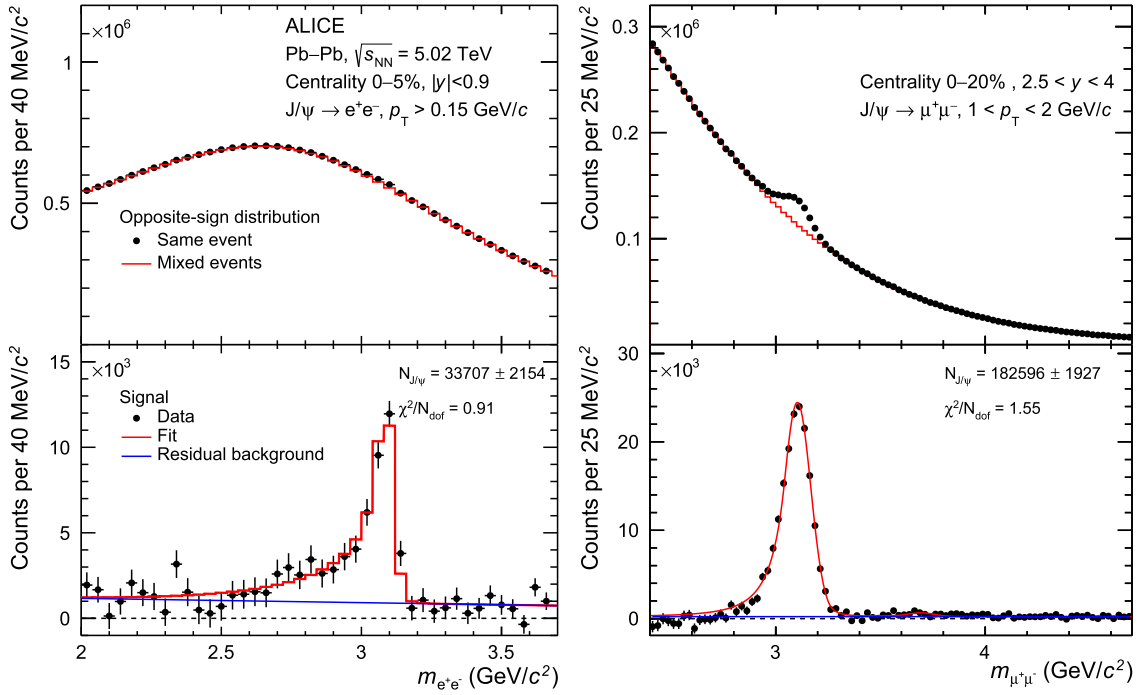 Counts per 40 MeV/c²
×10⁶
1
0.5
ALICE
Pb–Pb, √s_NN = 5.02 TeV
Centrality 0–5%, |y|<0.9
J/ψ → e⁺e⁻, p_T > 0.15 GeV/c
Opposite-sign distribution
Same event
Mixed events
Counts per 25 MeV/c²
×10⁶
0.3
0.2
0.1
Centrality 0–20% , 2.5 < y < 4
J/ψ → μ⁺μ⁻, 1 < p_T < 2 GeV/c
Counts per 40 MeV/c²
×10³
15
10
5
0
N_J/ψ = 33707 ± 2154
χ²/N_dof = 0.91
Signal
Data
Fit
Residual background
2
2.5
3
3.5
m_e⁺e⁻ (GeV/c²)
Counts per 25 MeV/c²
×10³
30
20
10
0
N_J/ψ = 182596 ± 1927
χ²/N_dof = 1.55
3
4
m_μ⁺μ⁻ (GeV/c²)